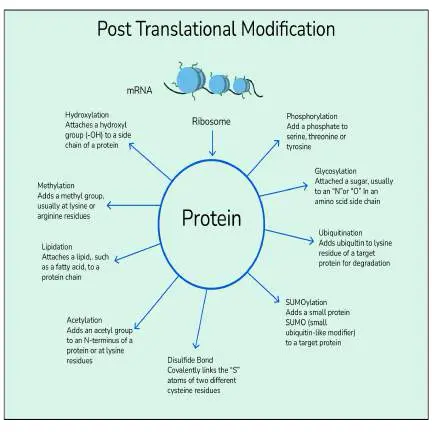 Post Translational Modification
mRNA
Ribosome
Protein
Hydroxylation
Attaches a hydroxyl
group (-OH) to a side
chain of a protein
Methylation
Adds a methyl group,
usually at lysine or
arginine residues
Lipidation
Attaches a lipid,, such
as a fatty acid, to a
protein chain
Acetylation
Adds an acetyl group
to an N-terminus of a
protein or at lysine
residues
Disulfide Bond
Covalently links the "S"
atoms of two different
cysteine residues
Phosphorylation
Add a phosphate to
serine, threonine or
tyrosine
Glycosylation
Attached a sugar, usually
to an "N"or "O" in an
amino acid side chain
Ubiquitination
Adds ubiqultin to lysine
residue of a target
protein for degradation
SUMOylation
Adds a small protein
SUMO (small
ubiquitin-like modifier)
to a target protein